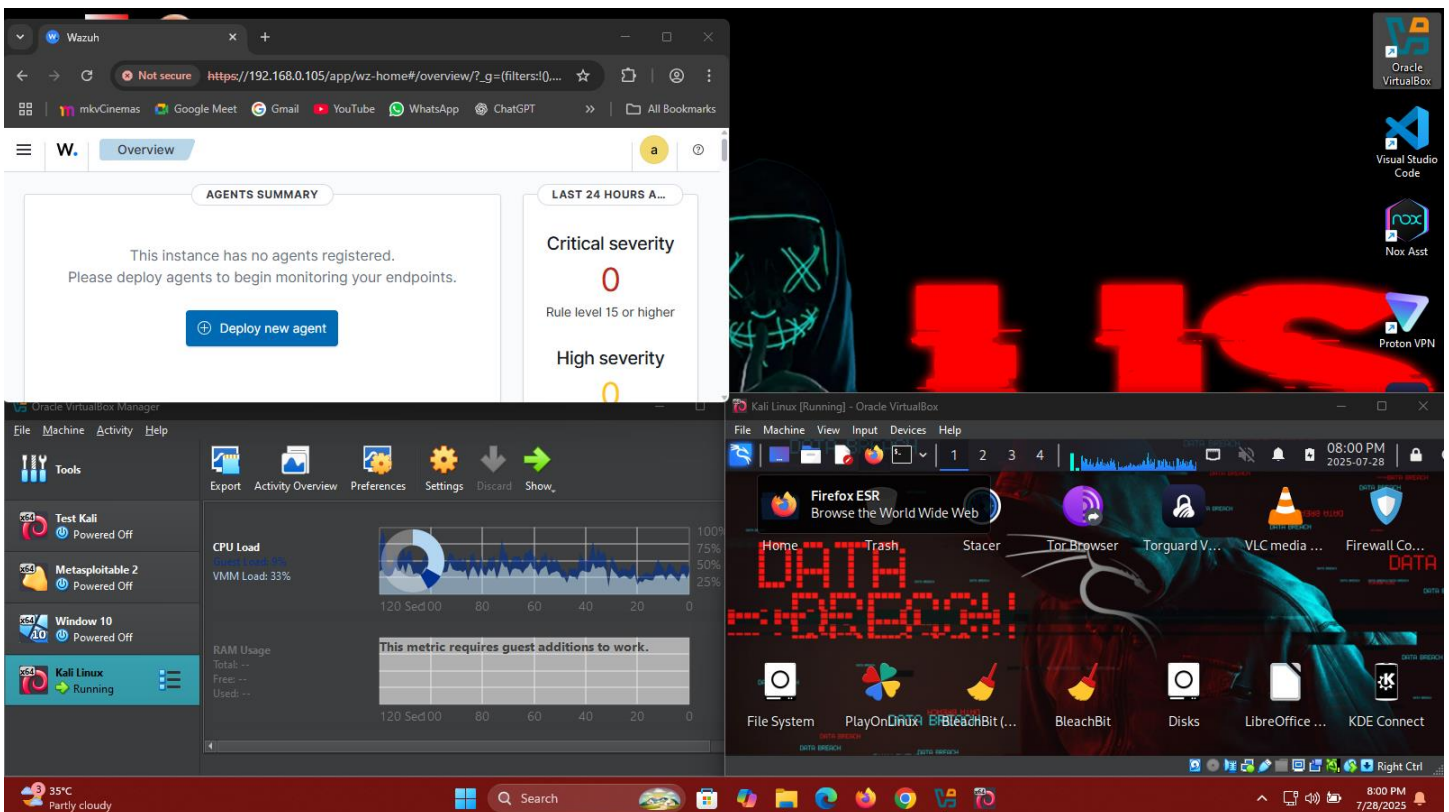 Wazuh
Not secure https://192.168.0.105/app/wz-home#/overview/?_g=(filters:!(),...
mkvCinemas Google Meet Gmail YouTube WhatsApp ChatGPT » All Bookmarks
W. Overview a
AGENTS SUMMARY
This instance has no agents registered.
Please deploy agents to begin monitoring your endpoints.
Deploy new agent
LAST 24 HOURS A...
Critical severity
0
Rule level 15 or higher
High severity
0
Oracle VirtualBox
Visual Studio Code
Nox Asst
Proton VPN
Oracle VirtualBox Manager
File Machine Activity Help
Tools
Export Activity Overview Preferences Settings Discard Show
Test Kali
Powered Off
Metasploitable 2
Powered Off
Window 10
Powered Off
Kali Linux
Running
CPU Load
Guest Load: 5%
VMM Load: 33%
100%
75%
50%
25%
120 Sec 100 80 60 40 20 0
RAM Usage
Total: --
Free: --
Used: --
This metric requires guest additions to work.
120 Sec 100 80 60 40 20 0
Kali Linux [Running] - Oracle VirtualBox
File Machine View Input Devices Help
1 2 3 4
08:00 PM
2025-07-28
Firefox ESR
Browse the World Wide Web
Home Trash Stacer Tor Browser Torguard V... VLC media ... Firewall Co...
DATA
DATA BREACH
File System PlayOnLinux BleachBit (... BleachBit Disks LibreOffice ... KDE Connect
DATA BREACH
Right Ctrl
3
35°C
Partly cloudy
Search
8:00 PM
7/28/2025